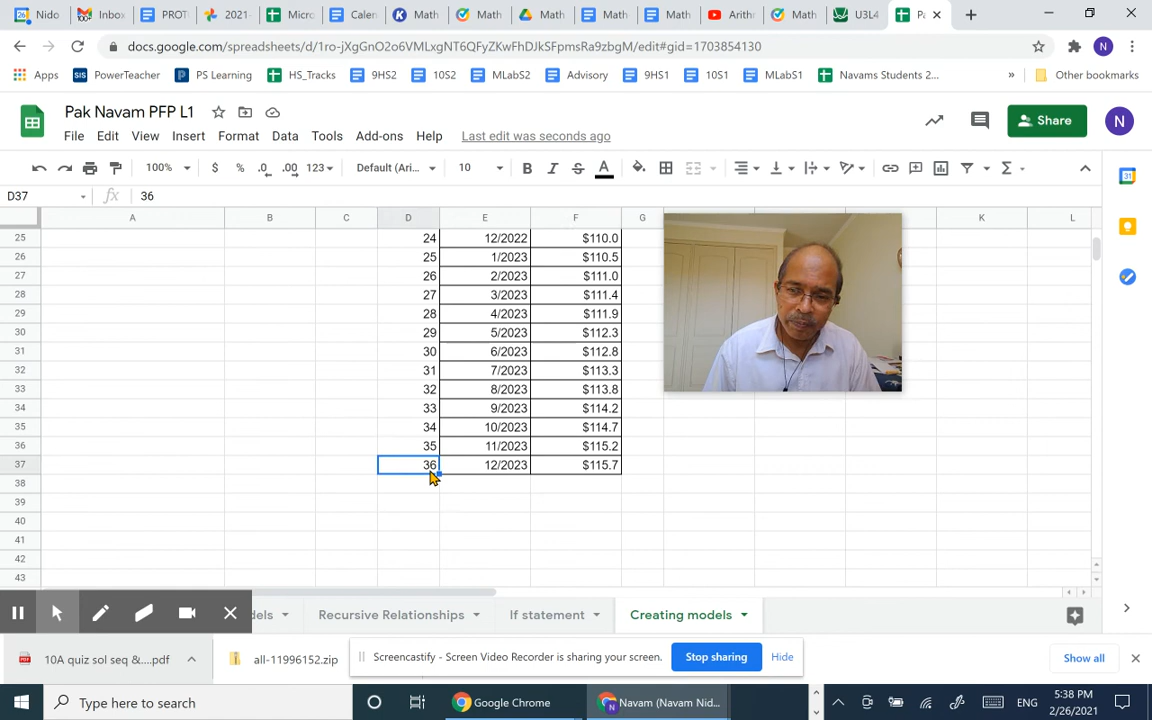 Nido
Inbox
PROT
2021-
Micro
Calen
Math
Math
Math
Math
Math
Arith
Math
U3L4
Pa
docs.google.com/spreadsheets/d/1ro-jXgGnO2o6VMLxgNT6QFyZKwFhDJkSFpmsRa9zbgM/edit#gid=1703854130
N
Apps
PowerTeacher
PS Learning
HS_Tracks
9HS2
10S2
MLabS2
Advisory
9HS1
10S1
MLabS1
Navams Students 2...
»
Other bookmarks
Pak Navam PFP L1
File Edit View Insert Format Data Tools Add-ons Help Last edit was seconds ago
Share
N
100% $ % .0 .00 123 Default (Ari... 10 B I S A
D37 fx 36
A B C D E F G K L
25 24 12/2022 $110.0
26 25 1/2023 $110.5
27 26 2/2023 $111.0
28 27 3/2023 $111.4
29 28 4/2023 $111.9
30 29 5/2023 $112.3
31 30 6/2023 $112.8
32 31 7/2023 $113.3
33 32 8/2023 $113.8
34 33 9/2023 $114.2
35 34 10/2023 $114.7
36 35 11/2023 $115.2
37 36 12/2023 $115.7
38
39
40
41
42
43
dels Recursive Relationships If statement Creating models
10A quiz sol seq &....pdf
all-11996152.zip
Screencastify - Screen Video Recorder is sharing your screen.
Stop sharing
Hide
Show all
Type here to search
Google Chrome
Navam (Navam Nid...
ENG
5:38 PM
2/26/2021